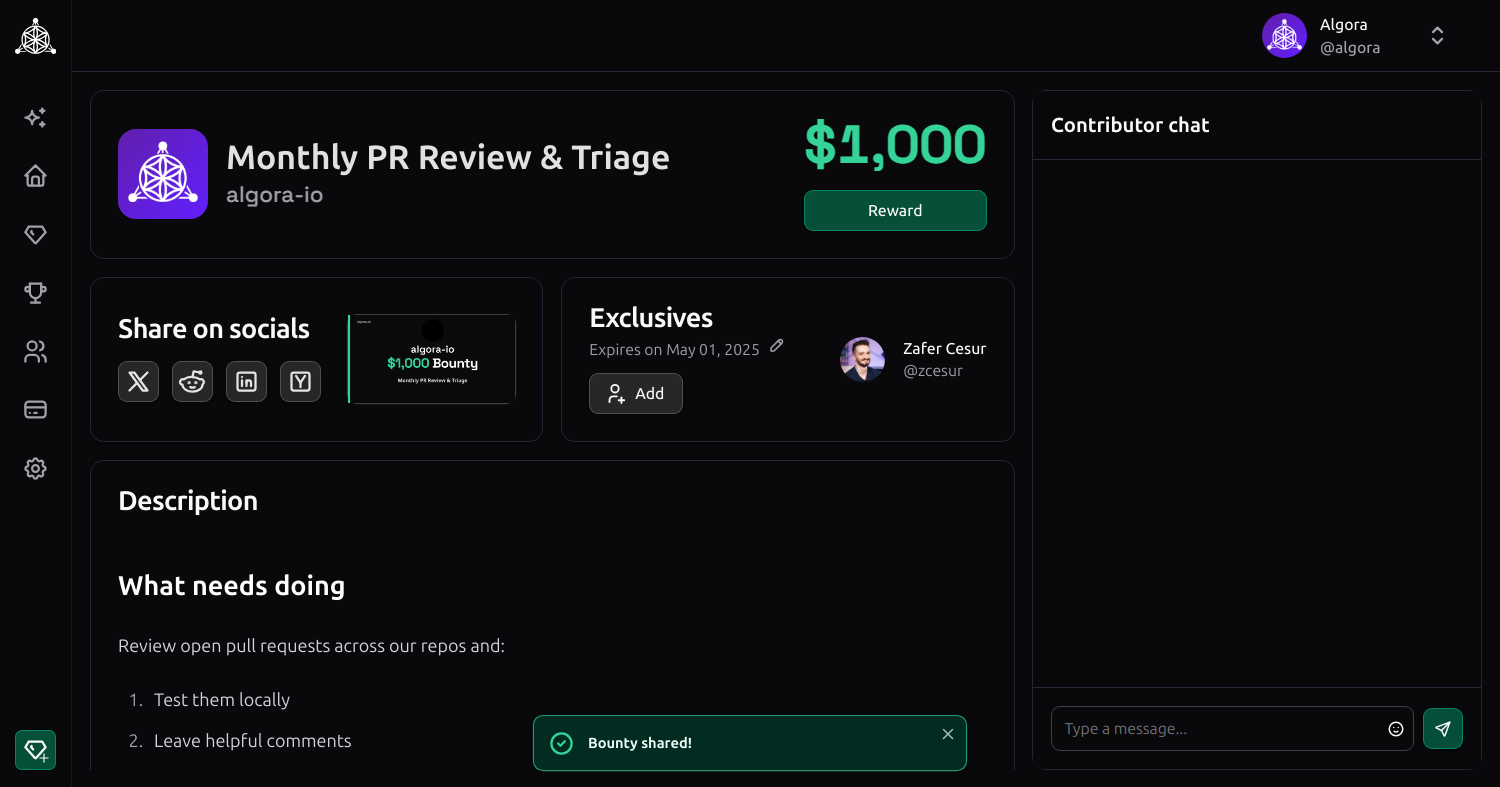 Algora
@algora
Monthly PR Review & Triage
algora-io
$1,000
Reward
Share on socials
algora-io
algora-io
$1,000 Bounty
Monthly PR Review & Triage
Exclusives
Expires on May 01, 2025
Add
Zafer Cesur
@zcesur
Description
What needs doing
Review open pull requests across our repos and:
1. Test them locally
2. Leave helpful comments
Bounty shared!
Contributor chat
Type a message...